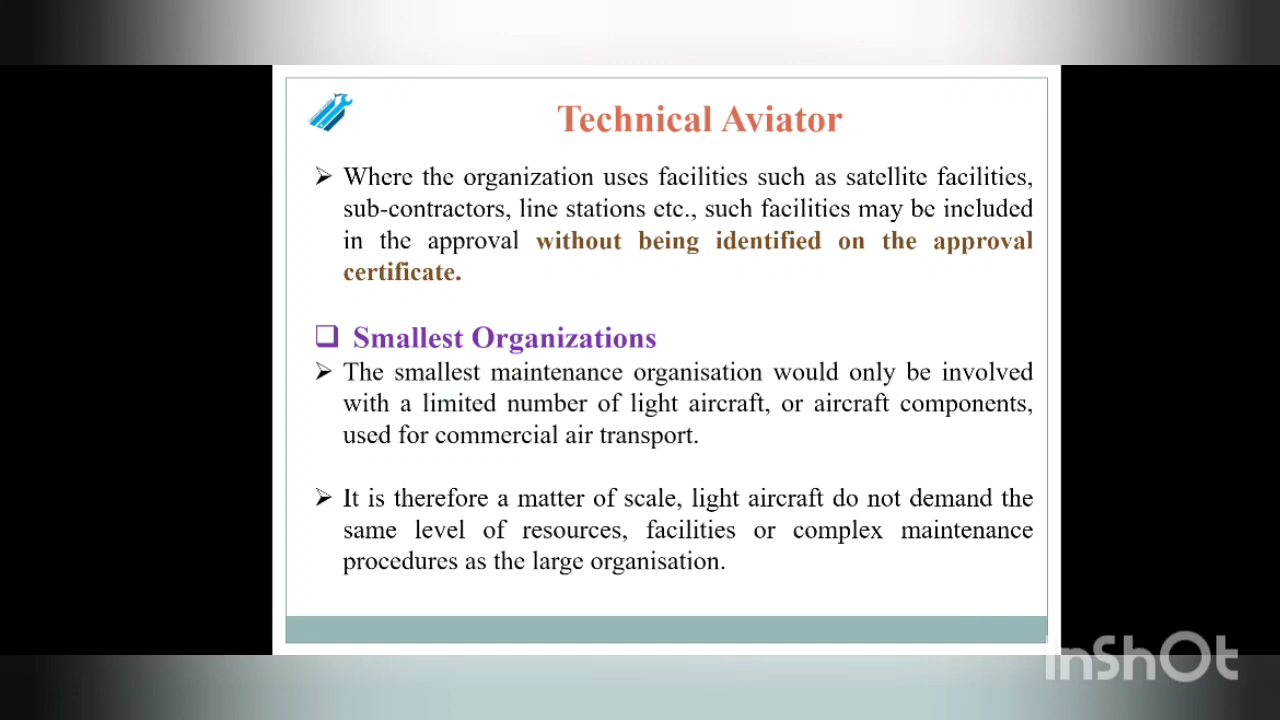 Technical Aviator
➢ Where the organization uses facilities such as satellite facilities,
sub-contractors, line stations etc., such facilities may be included
in the approval without being identified on the approval
certificate.
❑ Smallest Organizations
➢ The smallest maintenance organisation would only be involved
with a limited number of light aircraft, or aircraft components,
used for commercial air transport.
➢ It is therefore a matter of scale, light aircraft do not demand the
same level of resources, facilities or complex maintenance
procedures as the large organisation.
InShOt